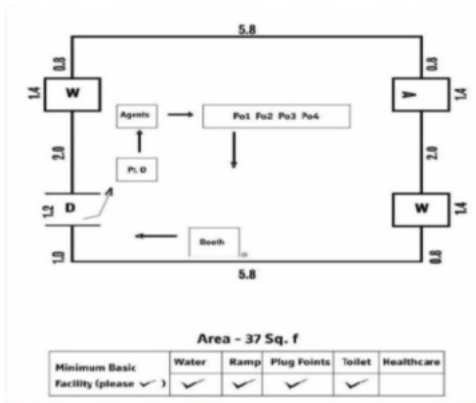 5.8
0.8
0.8
1.4 W
A 1.4
Agents
Po1 Po2 Po3 Po4
2.0
2.0
1.2 D
W 1.4
Booth
1.0
0.8
5.8
Area - 37 Sq. f
Minimum Basic Facility (please ✓) Water Ramp Plug Points Toilet Healthcare
✓ ✓ ✓ ✓